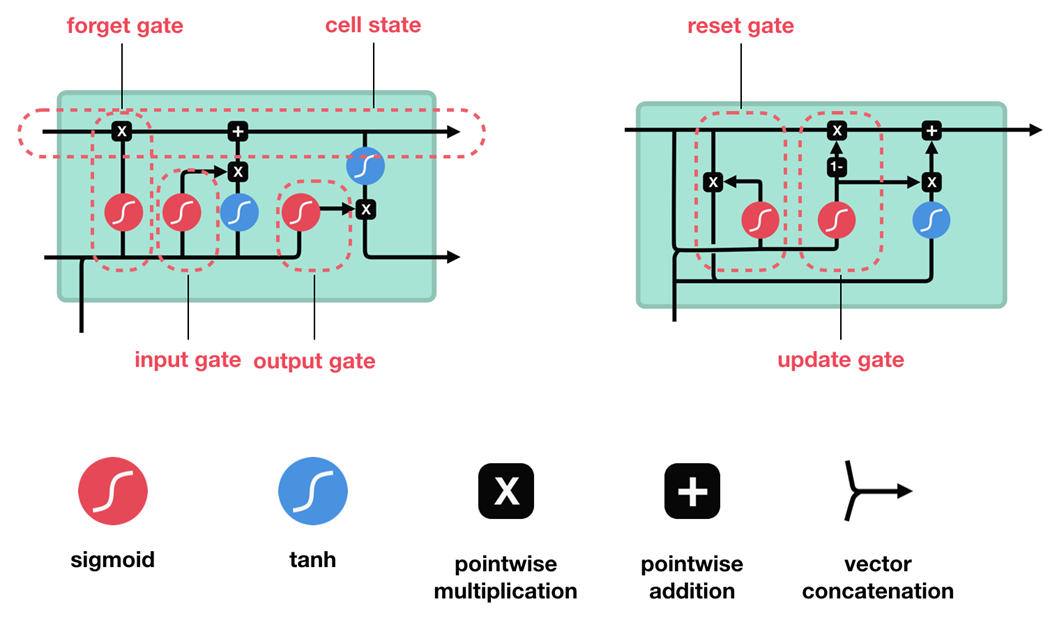 forget gate
cell state
reset gate
X
+
X
X
X
1-
+
X
X
input gate
output gate
update gate
X
+
sigmoid
tanh
pointwise
multiplication
pointwise
addition
vector
concatenation